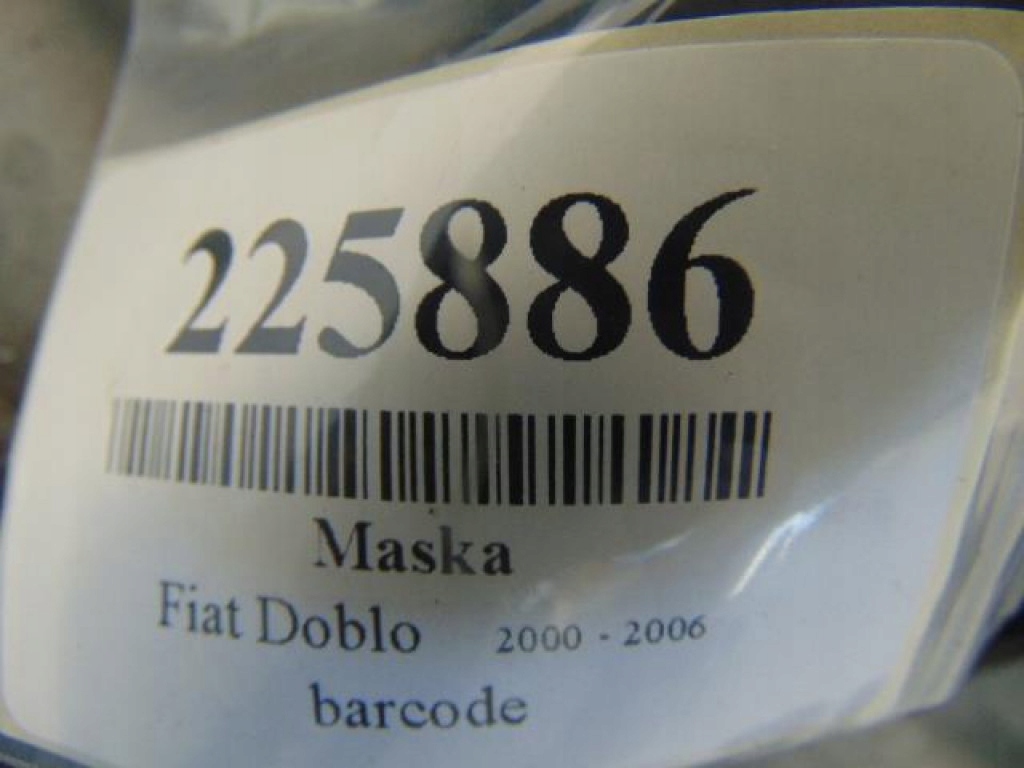 225886
Maska
Fiat Doblo 2000 - 2006
barcode